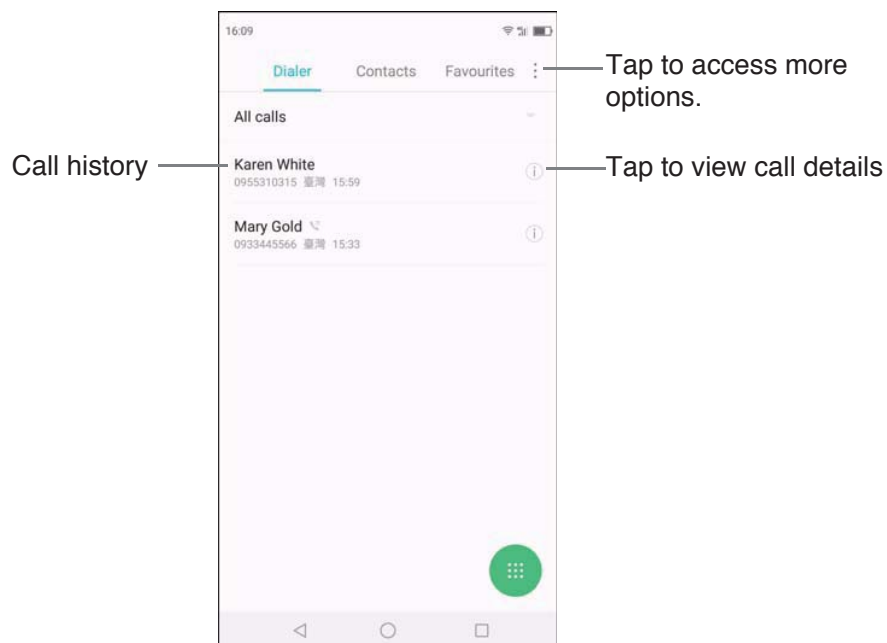 16:09
Dialer Contacts Favourites
Tap to access more
options.
All calls
Call history
Karen White
0955310315 臺灣 15:59
Tap to view call details
Mary Gold
0933445566 臺灣 15:33